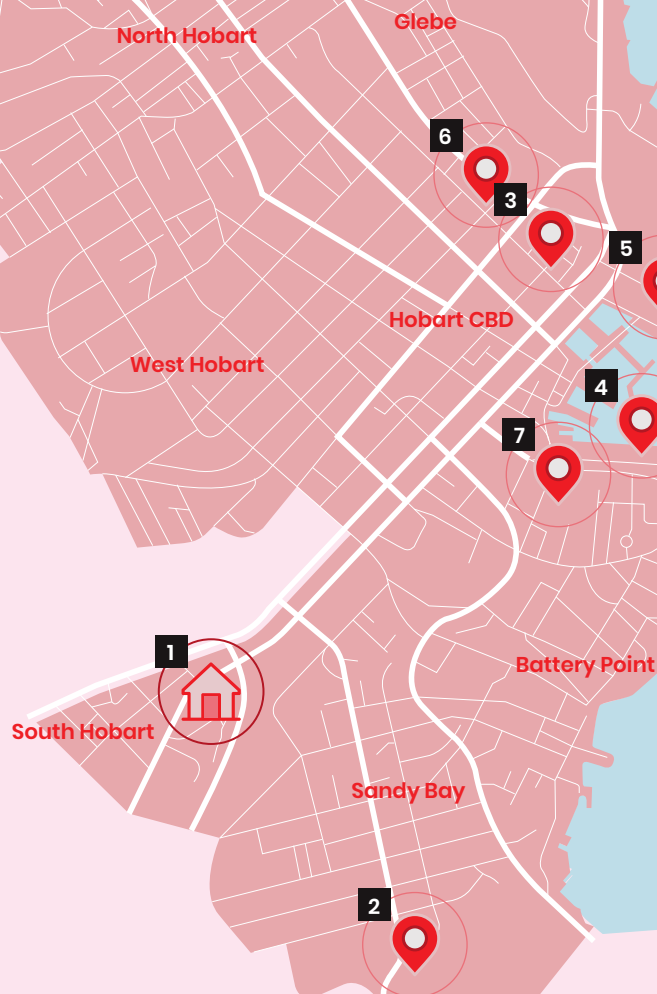 Glebe
North Hobart
6
3
5
Hobart CBD
West Hobart
4
7
1
Battery Point
South Hobart
Sandy Bay
2